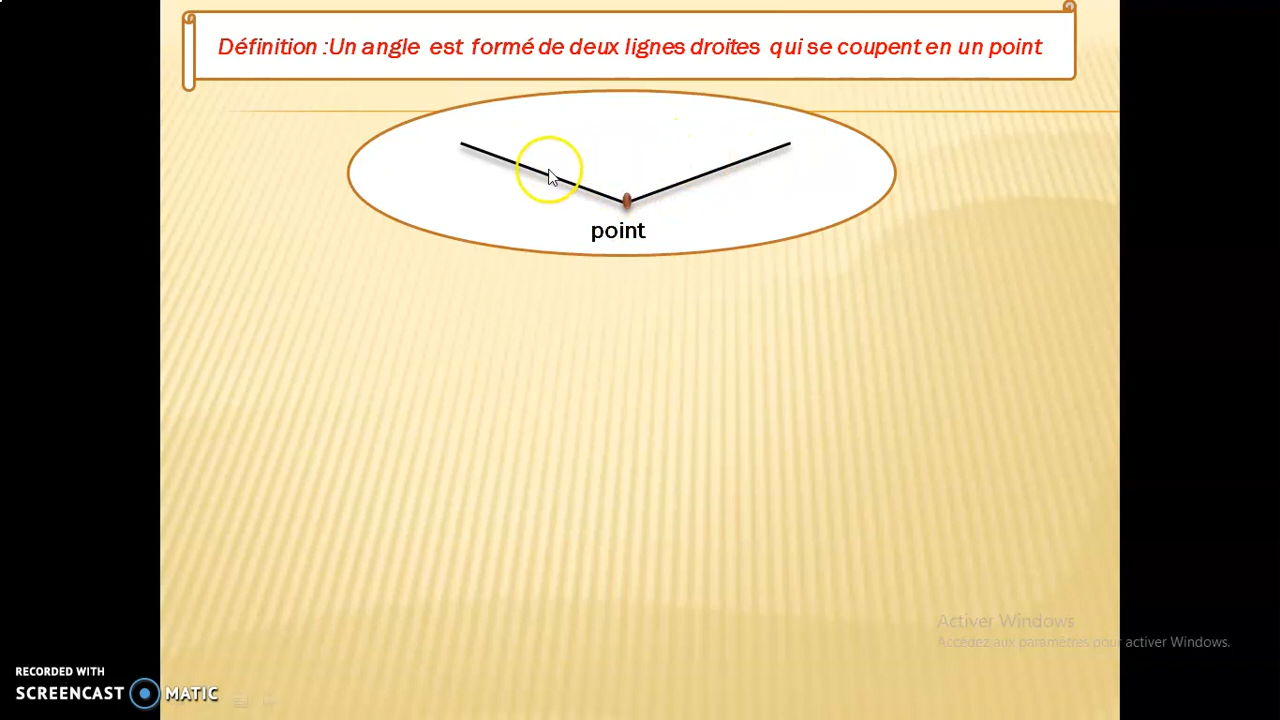 Définition :Un angle est formé de deux lignes droites qui se coupent en un point
point
Activer Windows
Accédez aux paramètres pour activer Windows.
RECORDED WITH
SCREENCAST MATIC